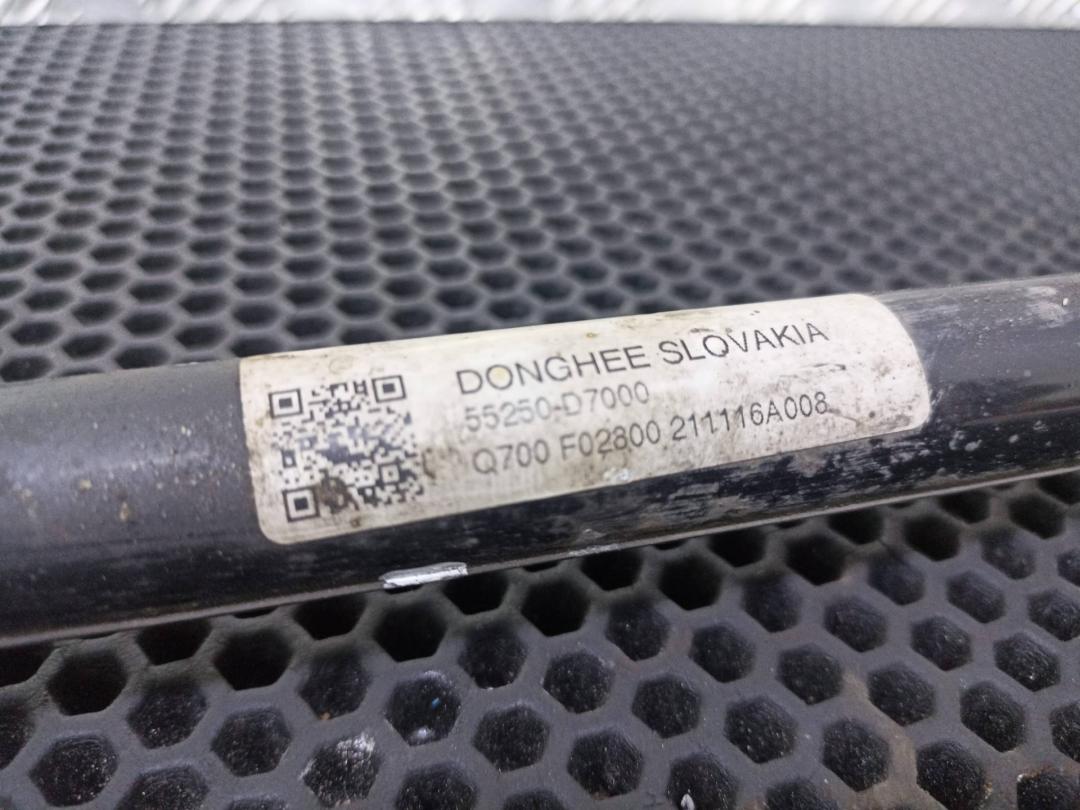 DONGHEE SLOVAKIA
55250-D7000
Q700 F02800 211116A008